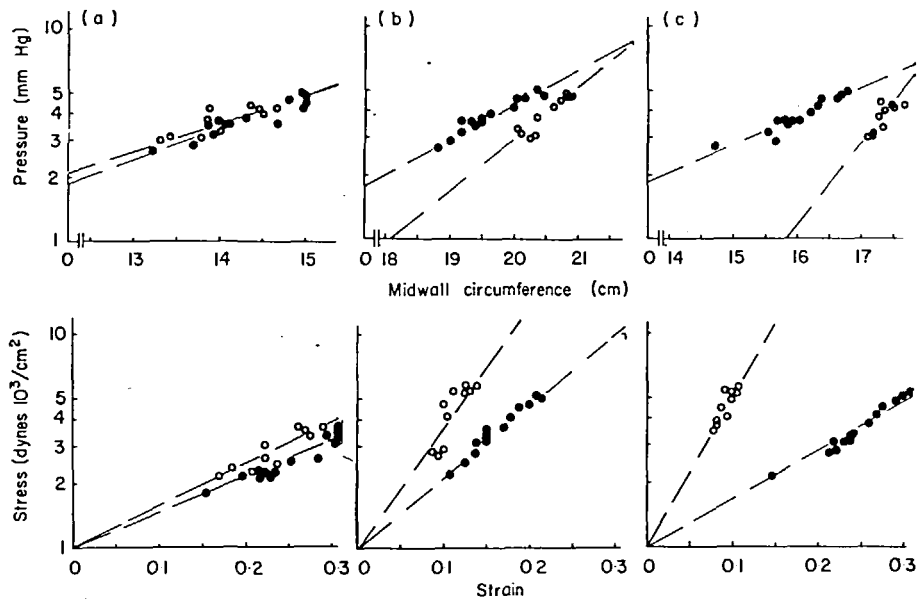 (a) (b) (c)
Pressure (mm Hg)
10
5
4
3
2
1
0 13 14 15
0 18 19 20 21
0 14 15 16 17
Midwall circumference (cm)
Stress (dynes 10³/cm²)
10
5
4
3
2
1
0 0·1 0·2 0·3
0 0·1 0·2 0·3
0 0·1 0·2 0·3
Strain